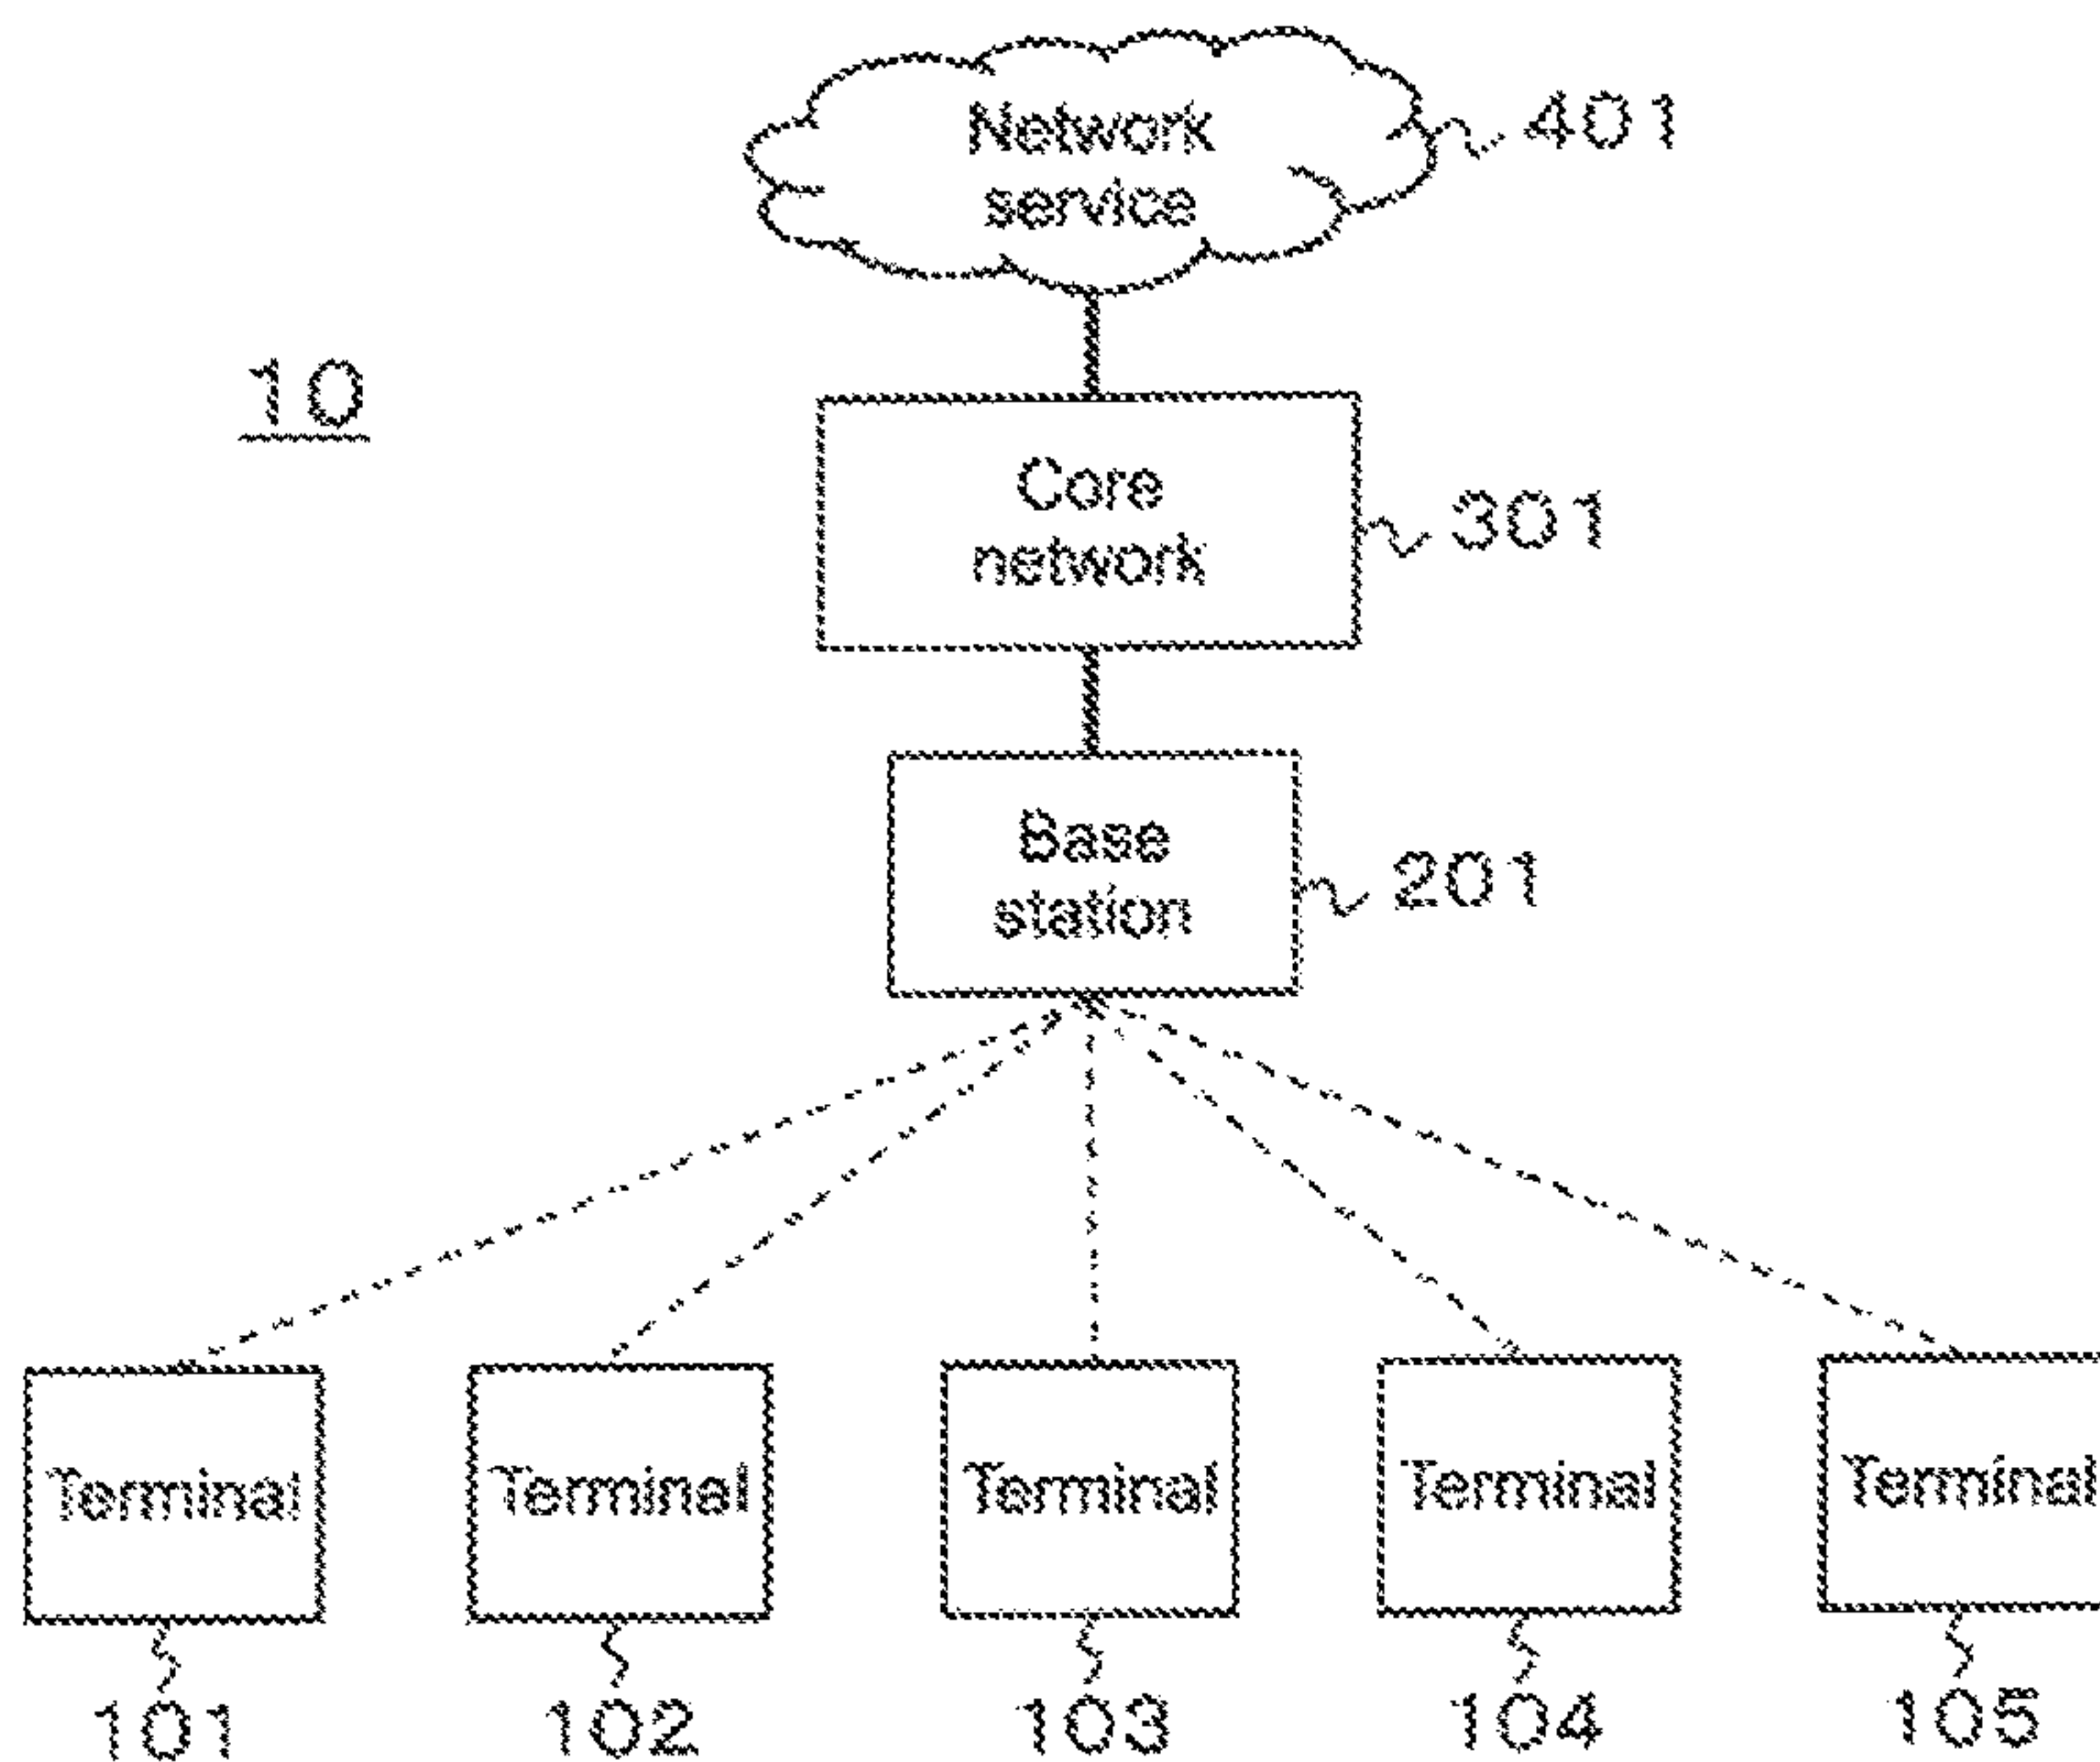 Network
service
401
10
Core
network
301
Base
station
201
Terminal Terminal Terminal Terminal Terminal
101 102 103 104 105